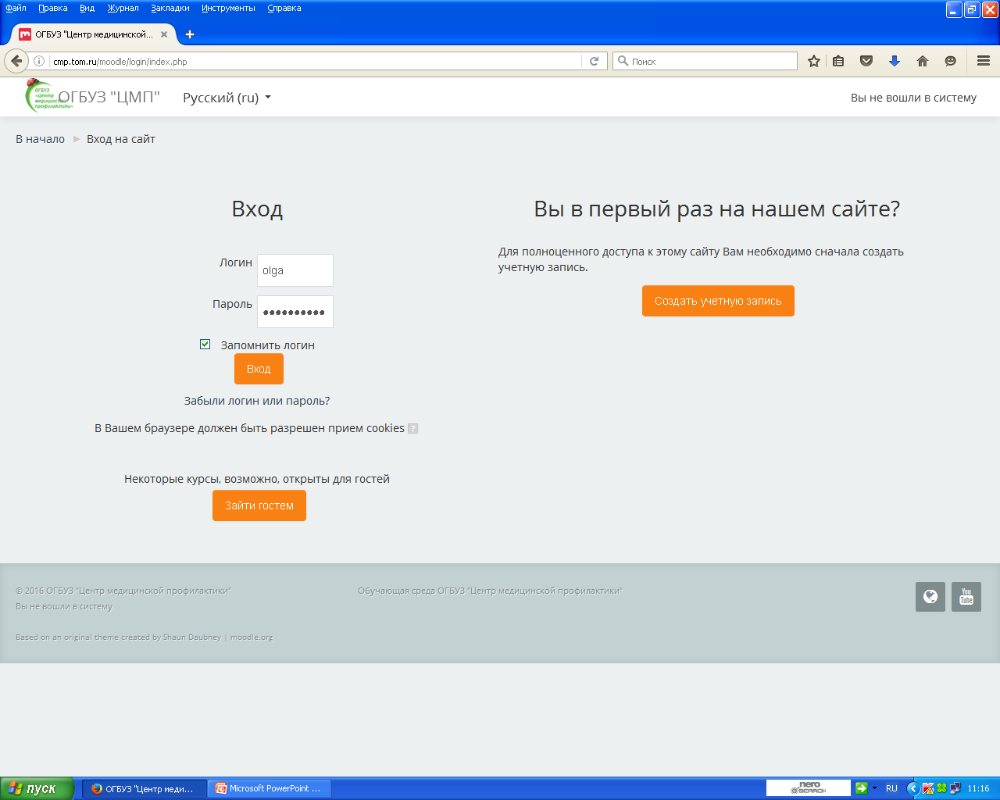 Файл Правка Вид Журнал Закладки Инструменты Справка
ОГБУЗ "Центр медицинской...
cmp.tom.ru/moodle/login/index.php
Поиск
ОГБУЗ «Центр медицинской профилактики»
ОГБУЗ "ЦМП"
Русский (ru)
Вы не вошли в систему
В начало
Вход на сайт
Вход
Логин
olga
Пароль
Запомнить логин
Вход
Забыли логин или пароль?
В Вашем браузере должен быть разрешен прием cookies
Некоторые курсы, возможно, открыты для гостей
Зайти гостем
Вы в первый раз на нашем сайте?
Для полноценного доступа к этому сайту Вам необходимо сначала создать
учетную запись.
Создать учетную запись
© 2016 ОГБУЗ "Центр медицинской профилактики"
Вы не вошли в систему
Based on an original theme created by Shaun Daubney | moodle.org
Обучающая среда ОГБУЗ "Центр медицинской профилактики"
You Tube
пуск
ОГБУЗ "Центр меди...
Microsoft PowerPoint ...
nero
@SEARCH
RU
11:16